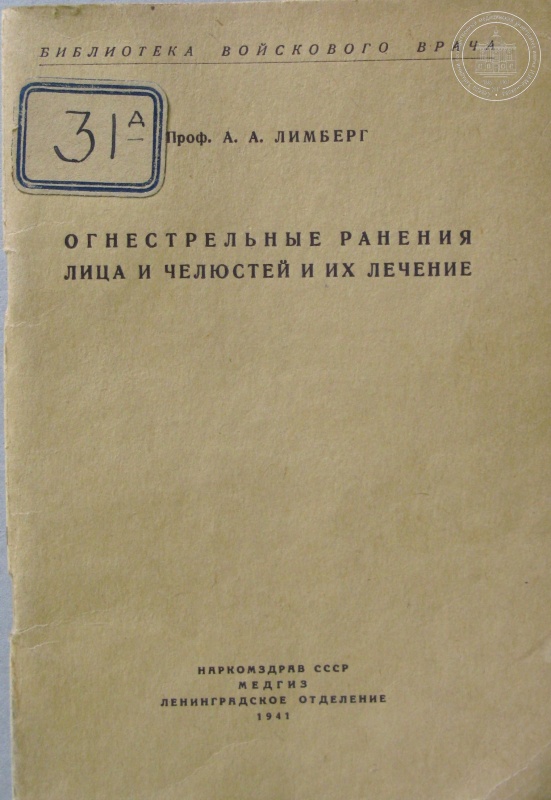 БИБЛИОТЕКА ВОЙСКОВОГО ВРАЧА
31 Д
Проф. А. А. ЛИМБЕРГ
ОГНЕСТРЕЛЬНЫЕ РАНЕНИЯ
ЛИЦА И ЧЕЛЮСТЕЙ И ИХ ЛЕЧЕНИЕ
НАРКОМЗДРАВ СССР
МЕДГИЗ
ЛЕНИНГРАДСКОЕ ОТДЕЛЕНИЕ
1941